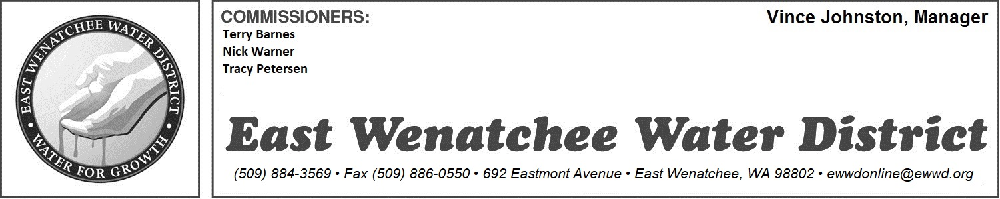 • EAST WENATCHEE WATER DISTRICT •
WATER FOR GROWTH
COMMISSIONERS:
Terry Barnes
Nick Warner
Tracy Petersen
Vince Johnston, Manager
East Wenatchee Water District
(509) 884-3569 • Fax (509) 886-0550 • 692 Eastmont Avenue • East Wenatchee, WA 98802 • ewwdonline@ewwd.org